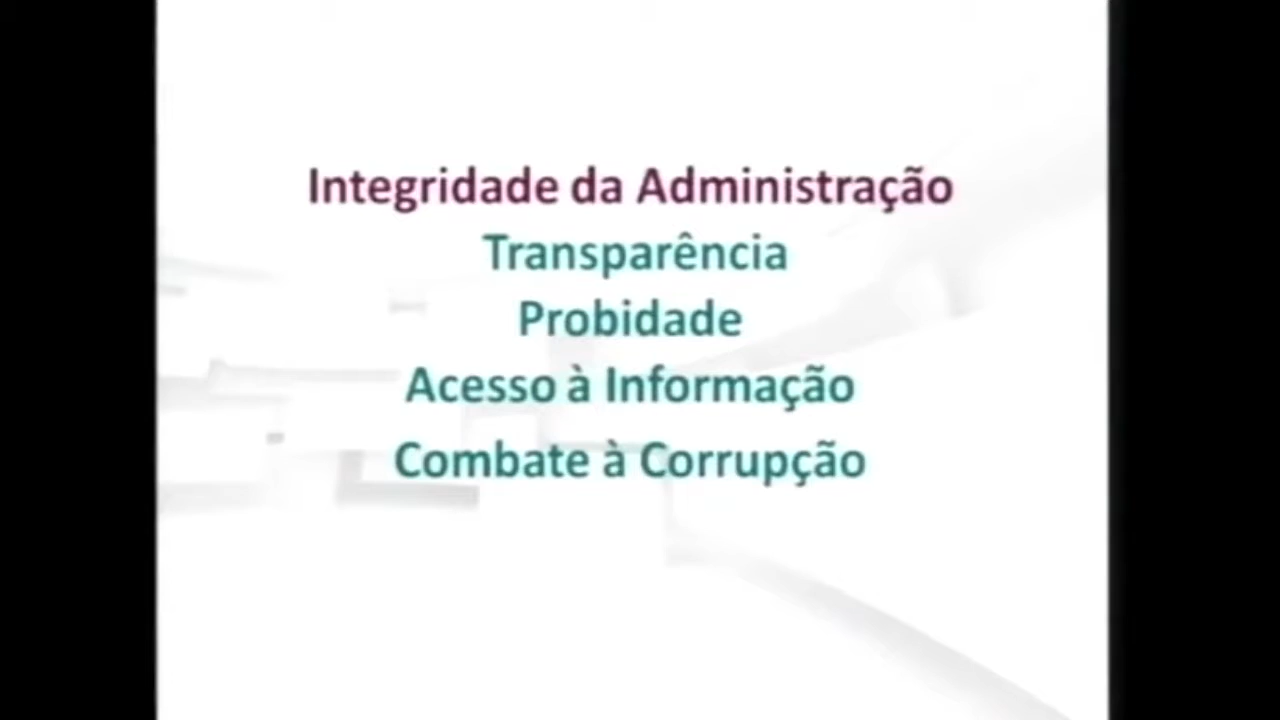 Integridade da Administração
Transparência
Probidade
Acesso à Informação
Combate à Corrupção